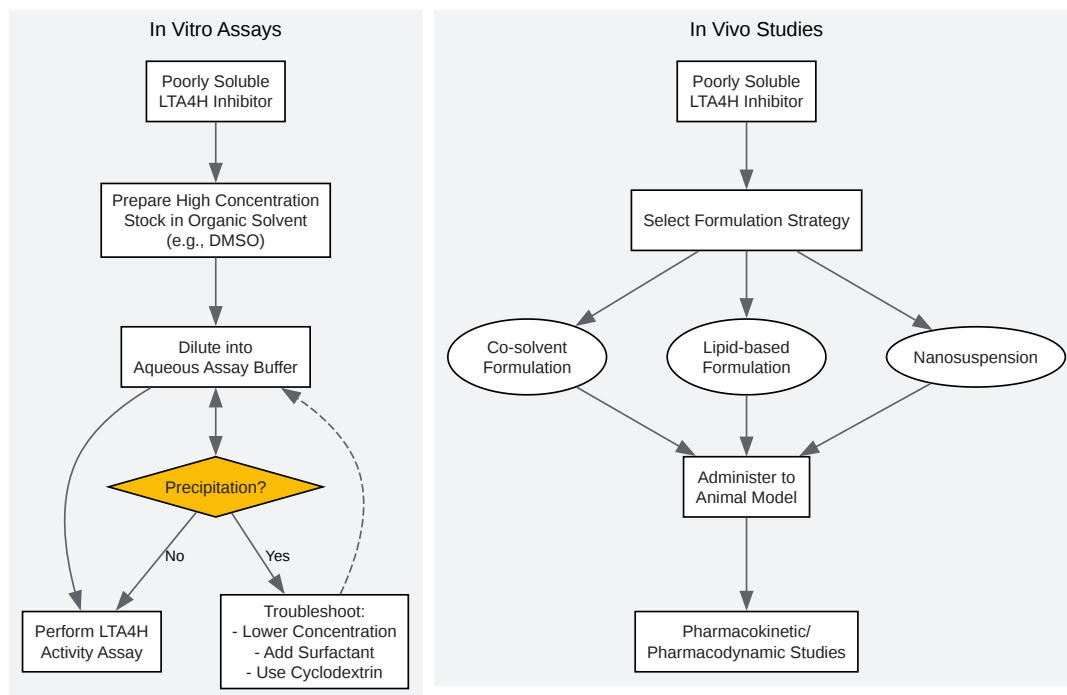 In Vitro Assays
Poorly Soluble
LTA4H Inhibitor
Prepare High Concentration
Stock in Organic Solvent
(e.g., DMSO)
Dilute into
Aqueous Assay Buffer
Precipitation?
No
Yes
Perform LTA4H
Activity Assay
Troubleshoot:
- Lower Concentration
- Add Surfactant
- Use Cyclodextrin
In Vivo Studies
Poorly Soluble
LTA4H Inhibitor
Select Formulation Strategy
Co-solvent
Formulation
Lipid-based
Formulation
Nanosuspension
Administer to
Animal Model
Pharmacokinetic/
Pharmacodynamic Studies